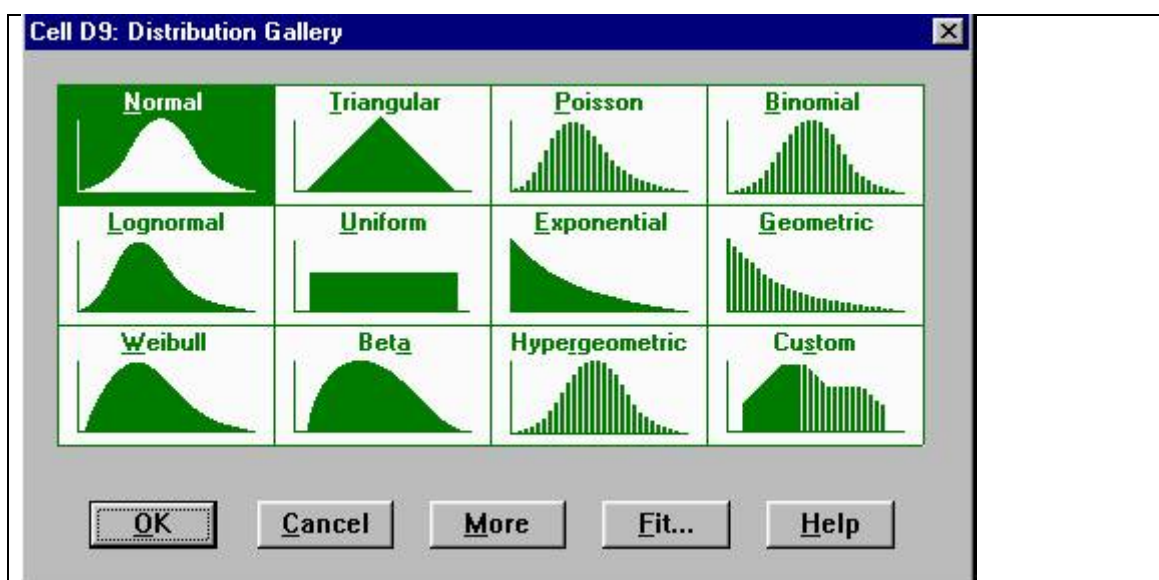 Cell D9: Distribution Gallery
Normal Triangular Poisson Binomial
Lognormal Uniform Exponential Geometric
Weibull Beta Hypergeometric Custom
OK Cancel More Fit... Help